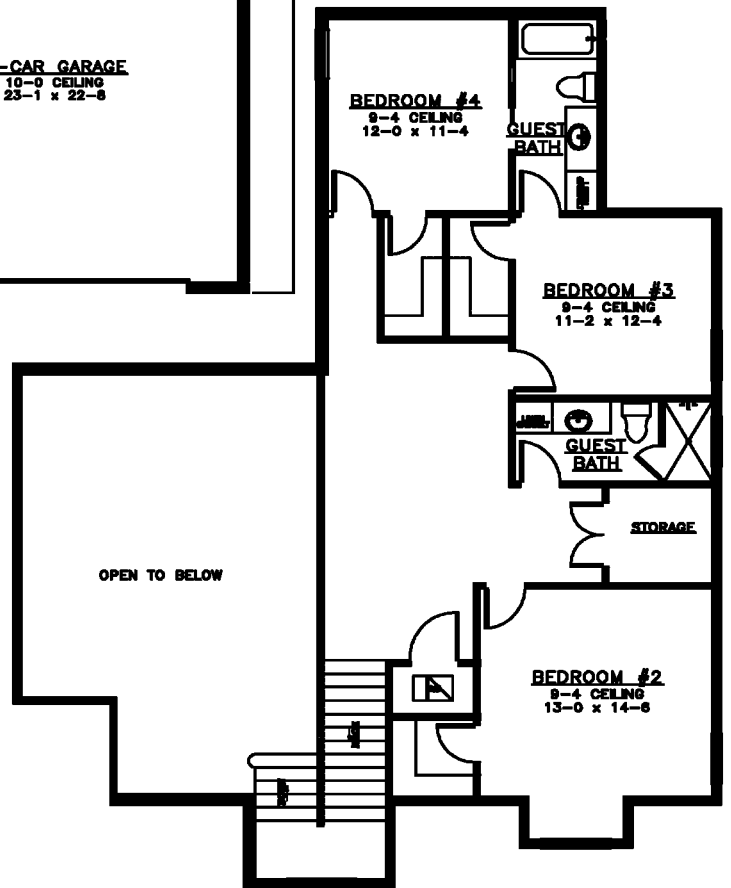 -CAR GARAGE
10-0 CEILING
23-1 x 22-8
BEDROOM #4
9-4 CEILING
12-0 x 11-4
GUEST
BATH
BEDROOM #3
9-4 CEILING
11-2 x 12-4
GUEST
BATH
STORAGE
OPEN TO BELOW
BEDROOM #2
9-4 CEILING
13-0 x 14-6